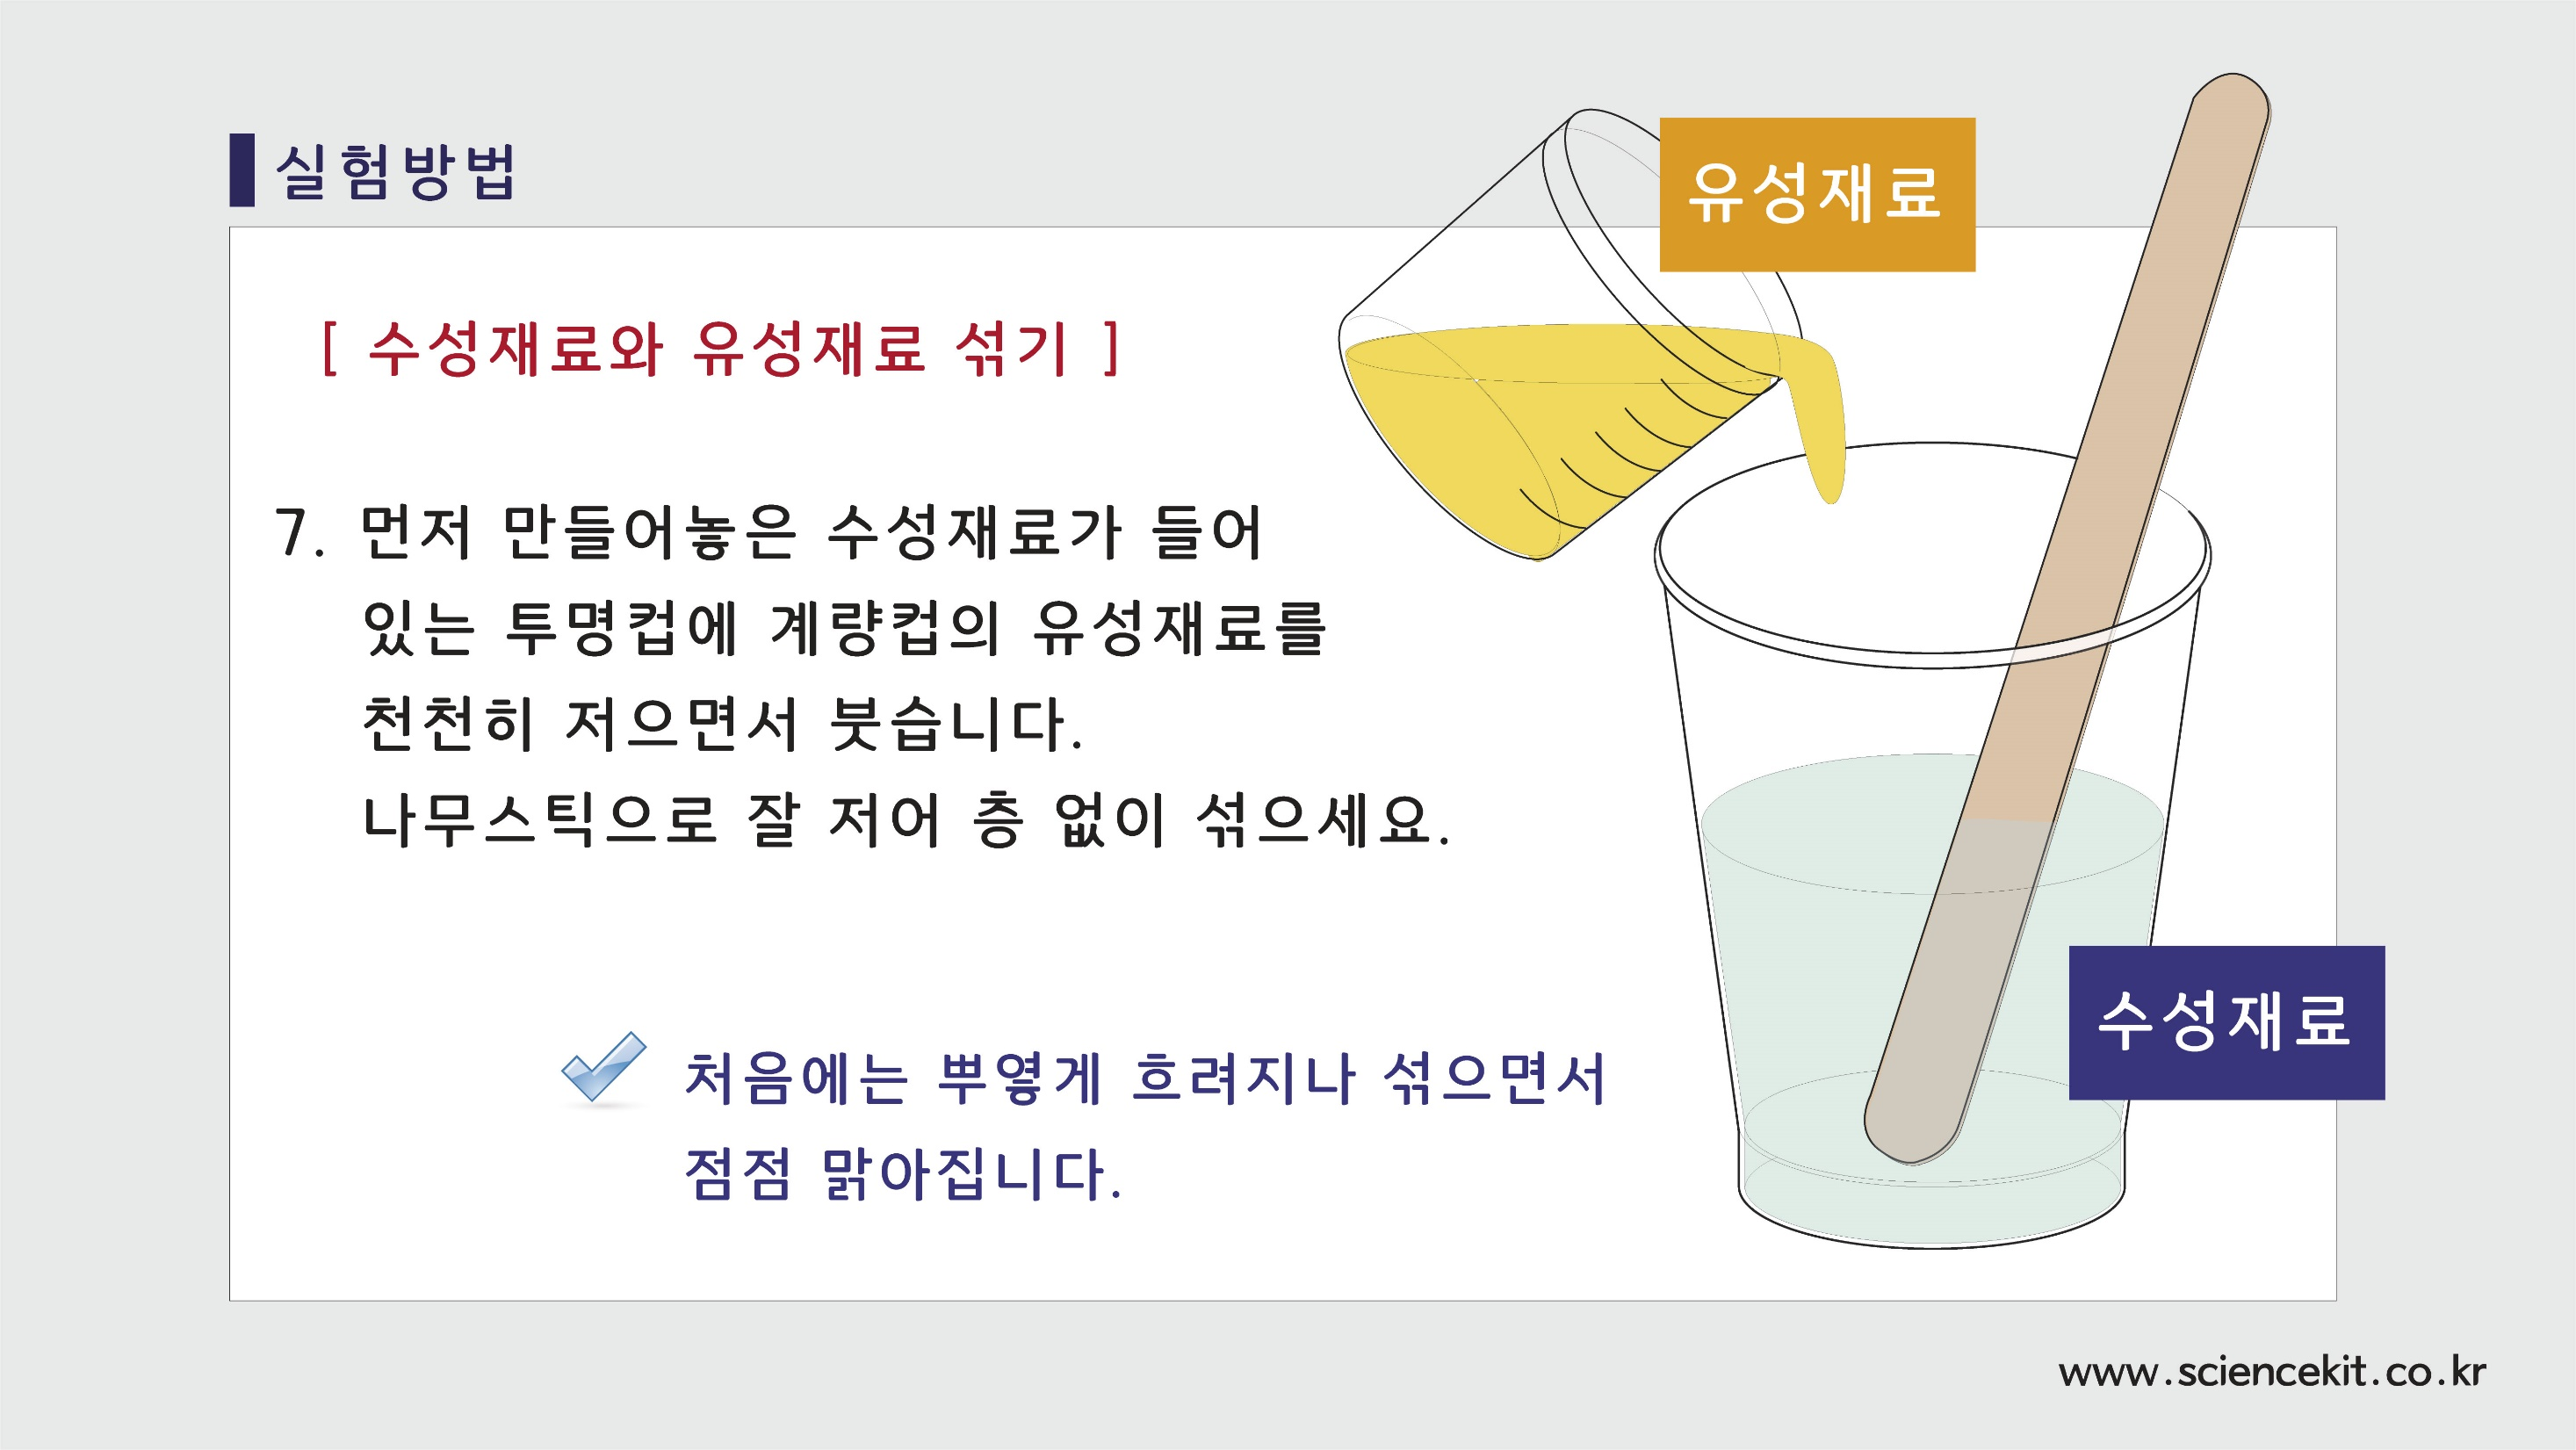 실험방법
유성재료
[ 수성재료와 유성재료 섞기 ]
7. 먼저 만들어놓은 수성재료가 들어
있는 투명컵에 계량컵의 유성재료를
천천히 저으면서 붓습니다.
나무스틱으로 잘 저어 층 없이 섞으세요.
수성재료
처음에는 뿌옇게 흐려지나 섞으면서
점점 맑아집니다.
www.sciencekit.co.kr